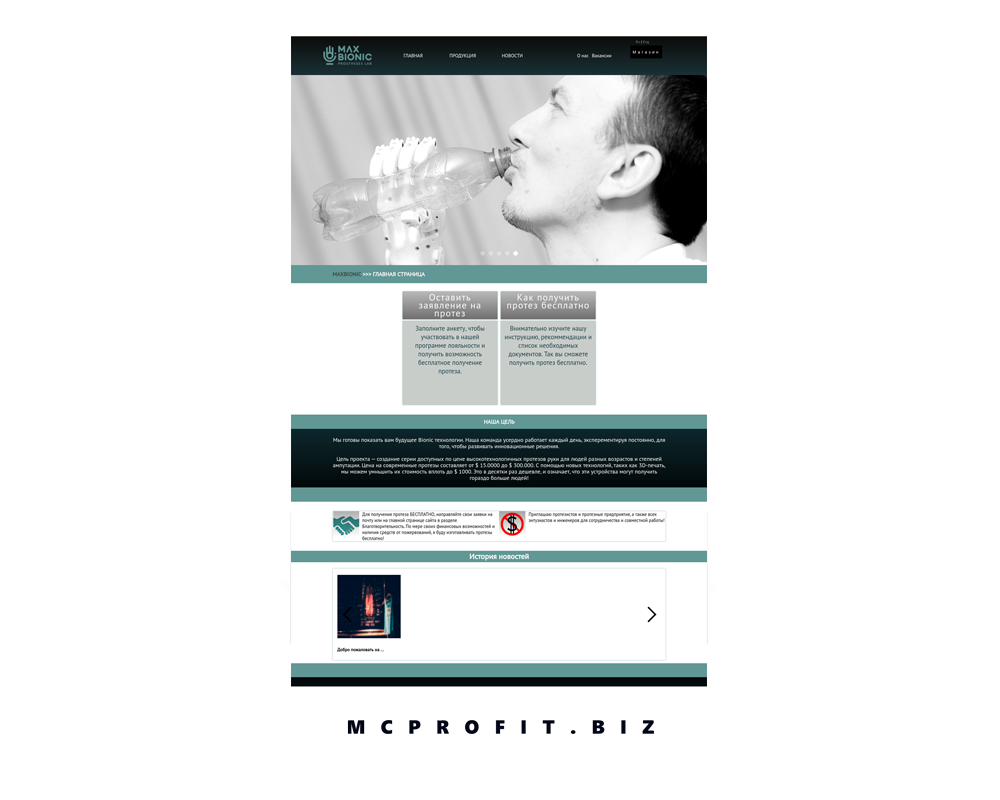 MAX
BIONIC
PROSTHESES LAB
ГЛАВНАЯ
ПРОДУКЦИЯ
НОВОСТИ
О нас Вакансии
Магазин
MAXBIONIC >>> ГЛАВНАЯ СТРАНИЦА
Оставить
заявление на
протез
Заполните анкету, чтобы
участвовать в нашей
программе лояльности и
получить возможность
бесплатное получение
протеза.
Как получить
протез бесплатно
Внимательно изучите нашу
инструкцию, рекоммендации и
список необходимых
документов. Так вы сможете
получить протез бесплатно.
НАША ЦЕЛЬ
Мы готовы показать вам будущее Bionic технологии. Наша команда усердно работает каждый день, эксперементируя постоянно, для
того, чтобы развивать инновационные решения.
Цель проекта — создание серии доступных по цене высокотехнологичных протезов руки для людей разных возрастов и степеней
ампутации. Цена на современные протезы составляет от $ 15.0000 до $ 300.000. С помощью новых технологий, таких как 3D-печать,
мы можем уменьшить их стоимость вплоть до $ 1000. Это в десятки раз дешевле, и означает, что эти устройства могут получить
гораздо больше людей!
Для получения протеза БЕСПЛАТНО, направляйте свои заявки на
почту или на главной странице сайта в разделе
Благотворительность. По мере своих финансовых возможностей и
наличия средств от пожервований, я буду изготавливать протезы
бесплатно!
Приглашаю протезистов и протезные предприятие, а также всех
энтузиастов и инженеров для сотрудничества и совместной работы!
История новостей
Добро пожаловать на ...
MCPROFIT.BIZ